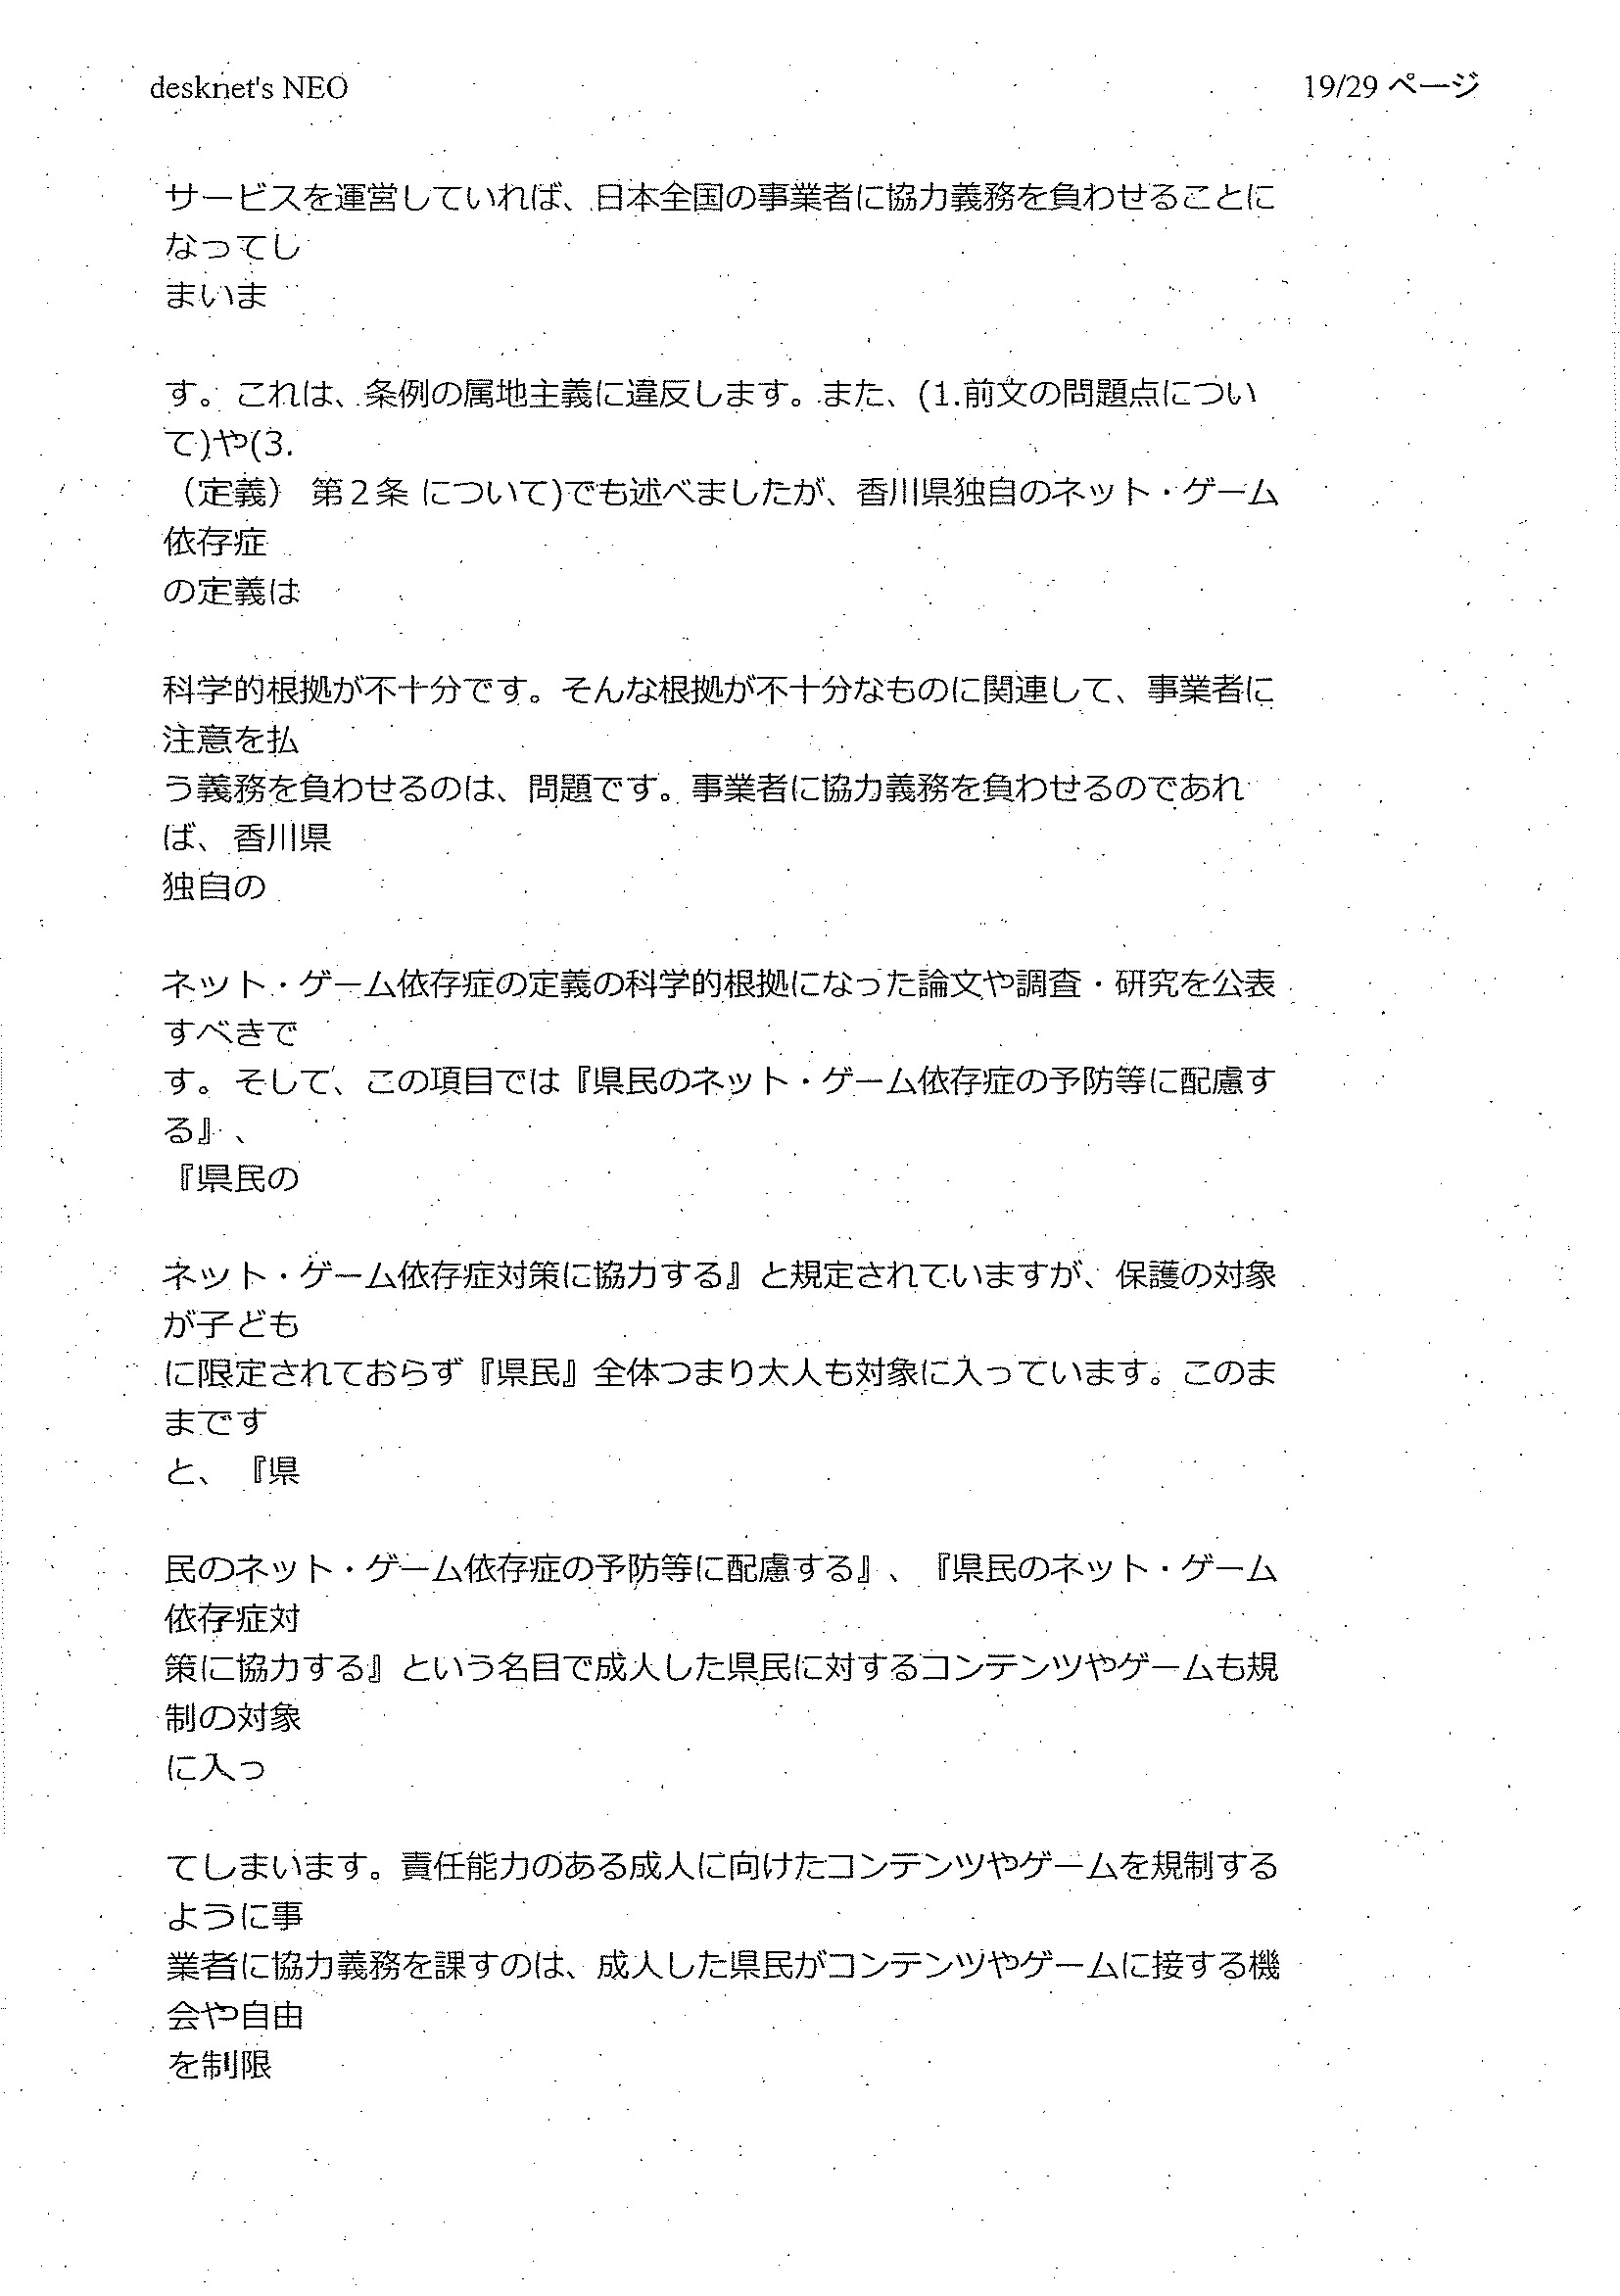 desknet's NEO
19/29 ページ
サービスを運営していれば、日本全国の事業者に協力義務を負わせることに
なってし
まいま
す。これは、条例の属地主義に違反します。また、(1.前文の問題点につい
て)や(3.
（定義） 第２条 について)でも述べましたが、香川県独自のネット・ゲーム
依存症
の定義は
科学的根拠が不十分です。そんな根拠が不十分なものに関連して、事業者に
注意を払
う義務を負わせるのは、問題です。事業者に協力義務を負わせるのであれ
ば、香川県
独自の
ネット・ゲーム依存症の定義の科学的根拠になった論文や調査・研究を公表
すべきで
す。そして、この項目では『県民のネット・ゲーム依存症の予防等に配慮す
る』、
『県民の
ネット・ゲーム依存症対策に協力する』と規定されていますが、保護の対象
が子ども
に限定されておらず『県民』全体つまり大人も対象に入っています。このま
まです
と、『県
民のネット・ゲーム依存症の予防等に配慮する』、『県民のネット・ゲーム
依存症対
策に協力する』という名目で成人した県民に対するコンテンツやゲームも規
制の対象
に入っ
てしまいます。責任能力のある成人に向けたコンテンツやゲームを規制する
ように事
業者に協力義務を課すのは、成人した県民がコンテンツやゲームに接する機
会や自由
を制限